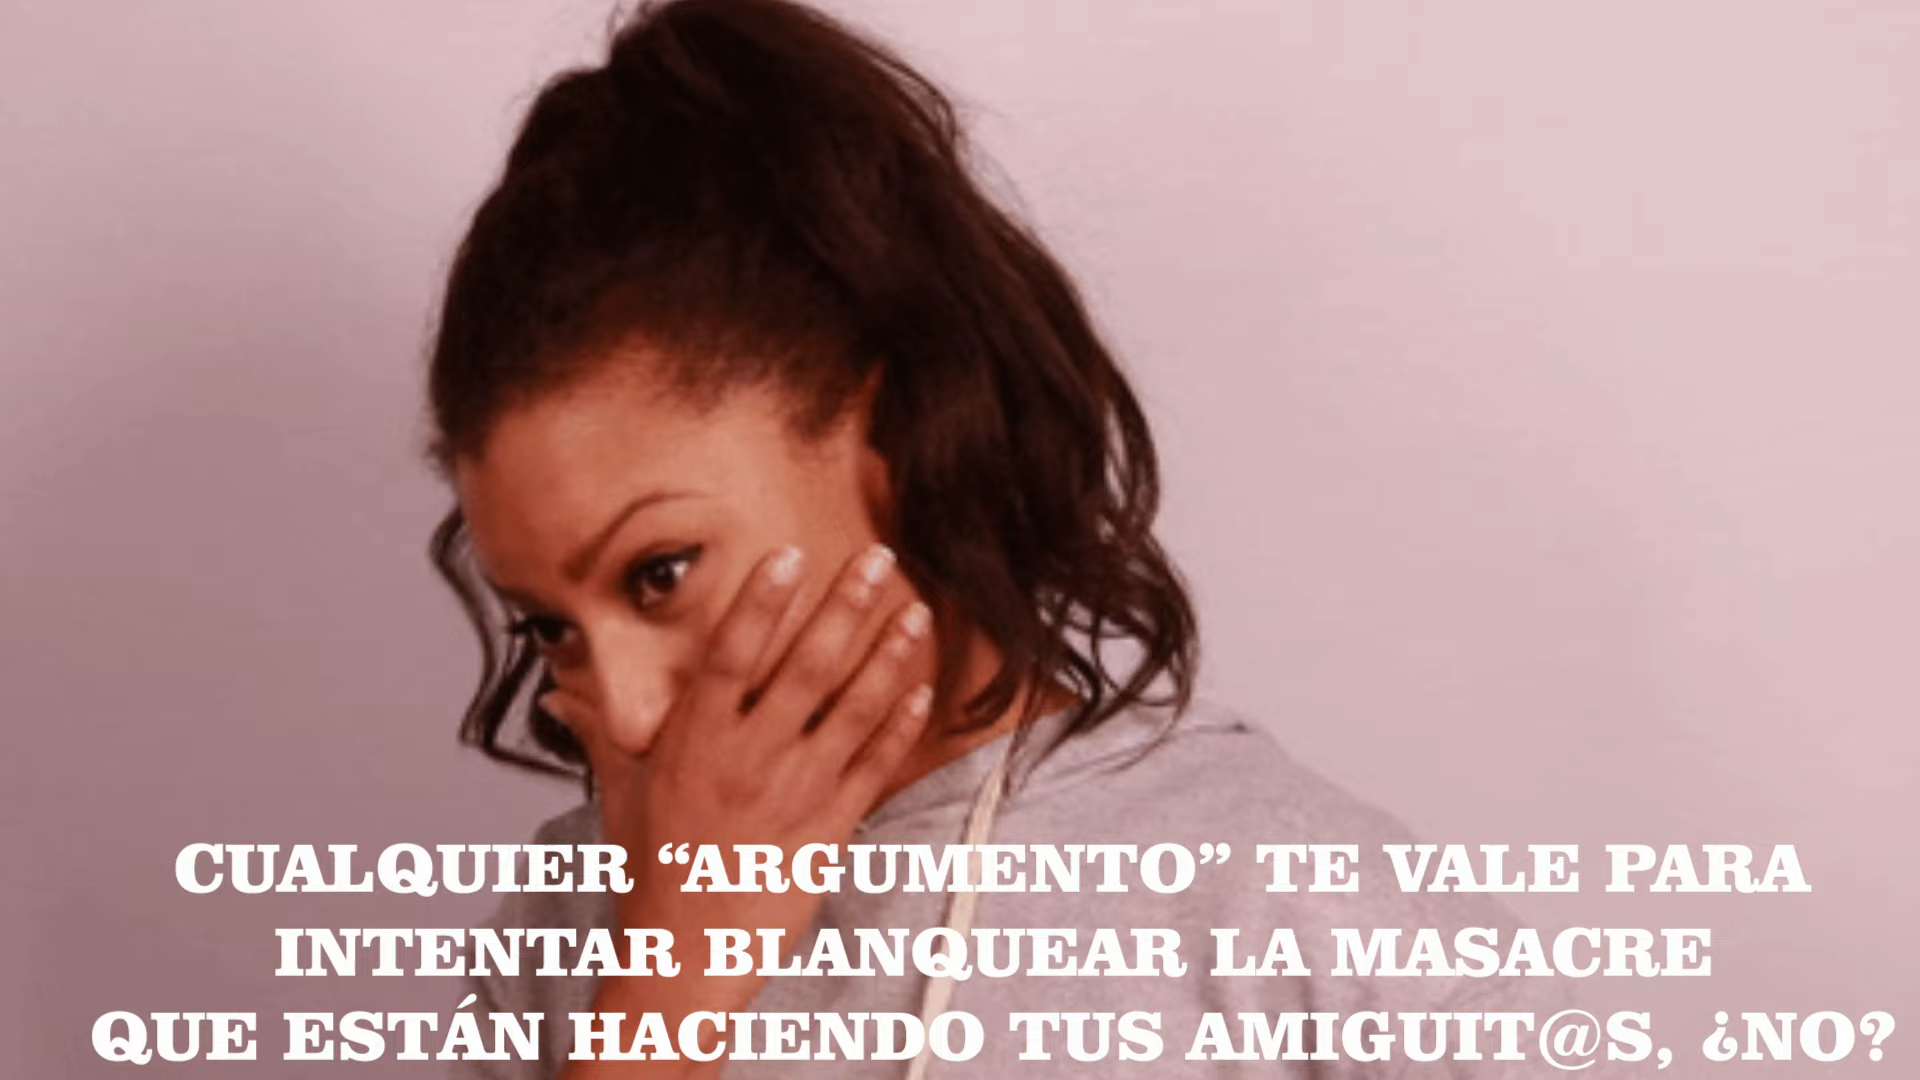 CUALQUIER “ARGUMENTO” TE VALE PARA
INTENTAR BLANQUEAR LA MASACRE
QUE ESTÁN HACIENDO TUS AMIGUIT@S, ¿NO?